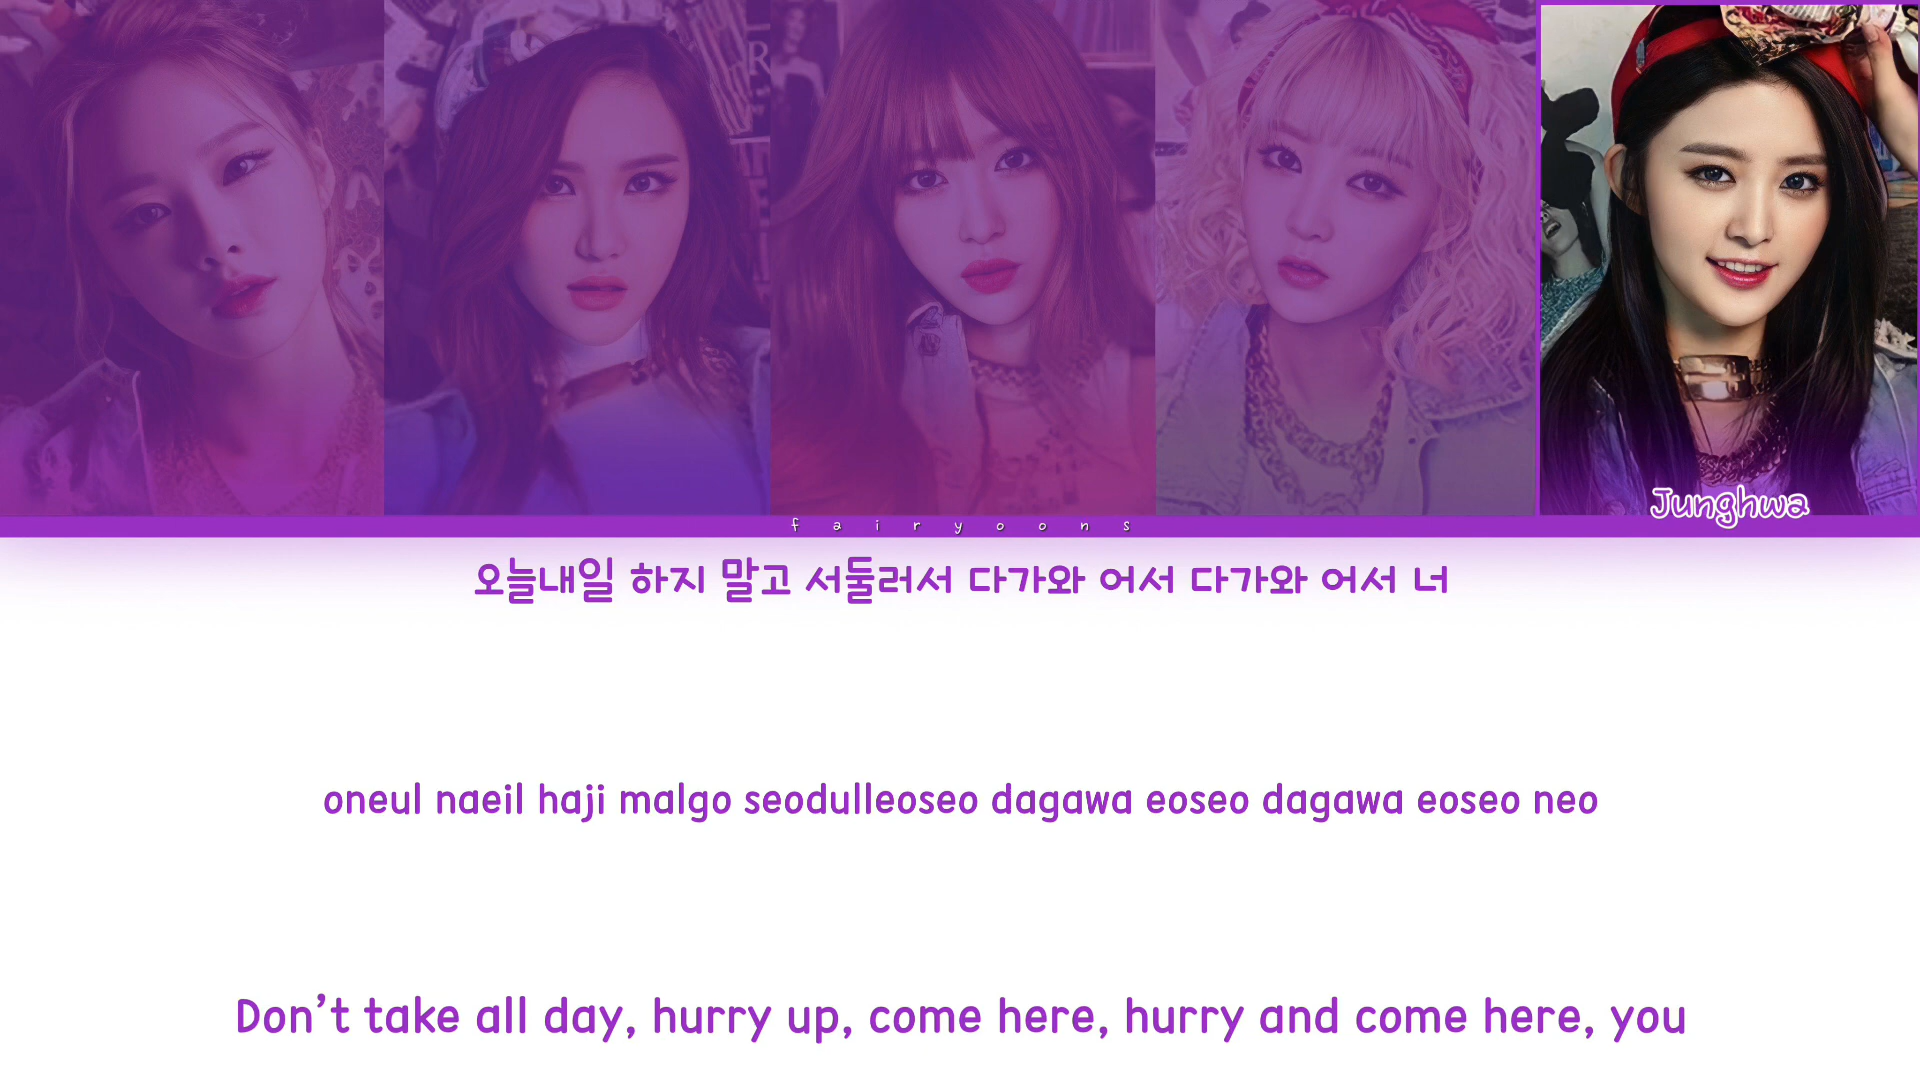 Junghwa
fairyoons
오늘내일 하지 말고 서둘러서 다가와 어서 다가와 어서 너
oneul naeil haji malgo seodulleoseo dagawa eoseo dagawa eoseo neo
Don't take all day, hurry up, come here, hurry and come here, you